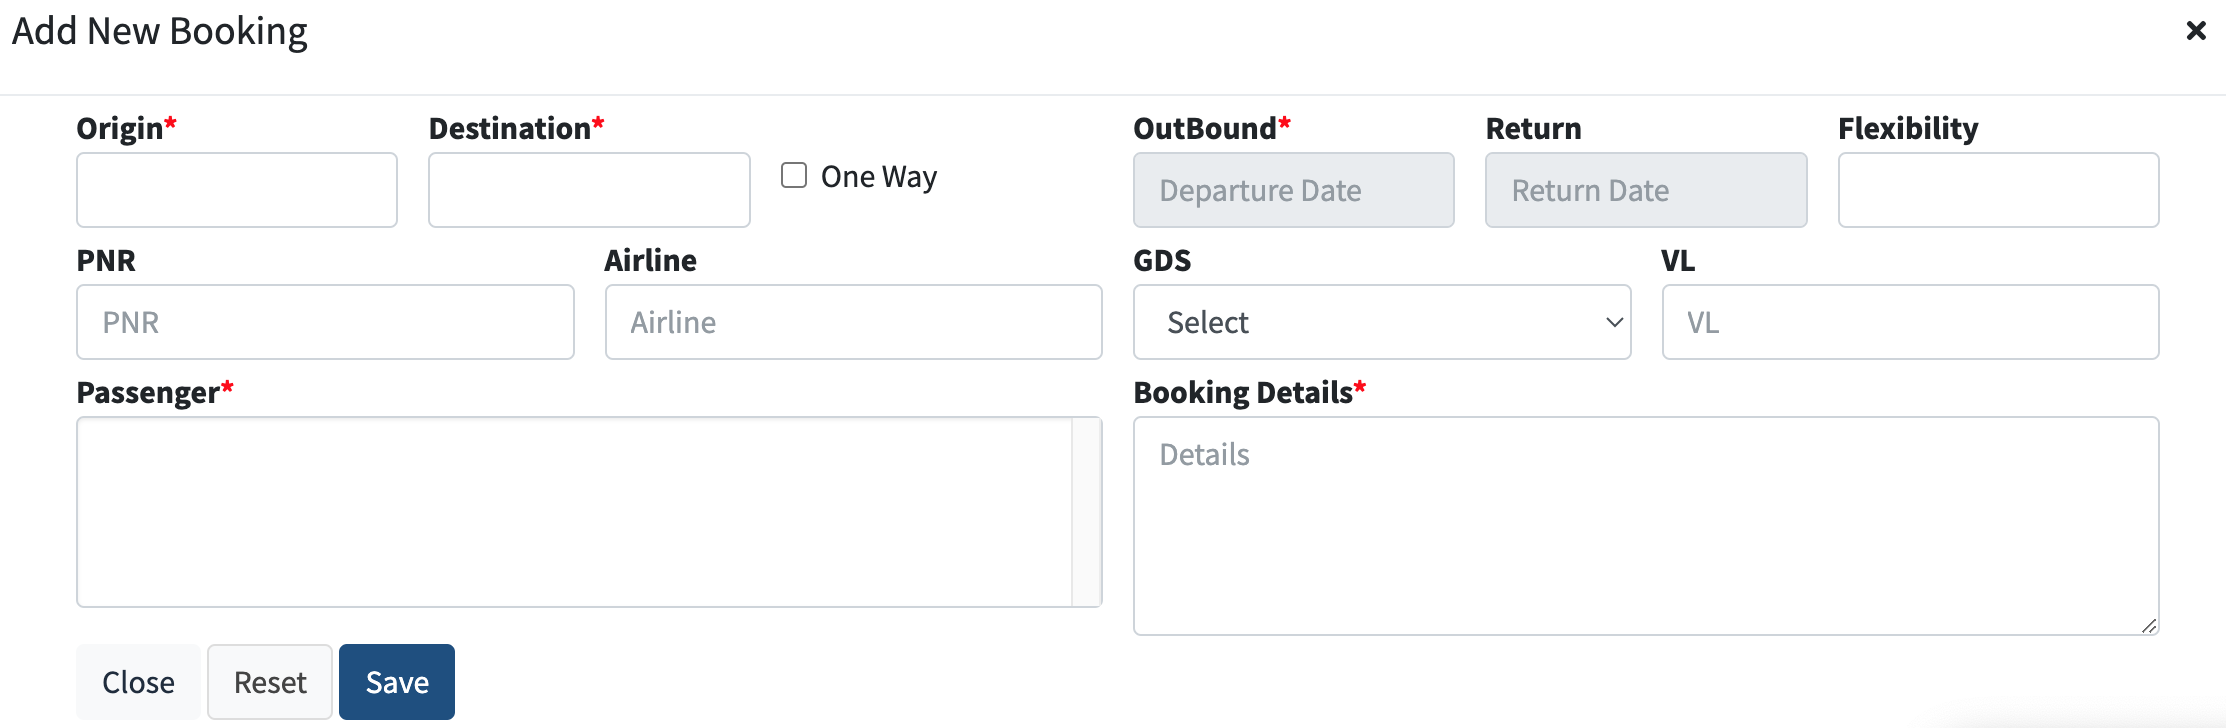 Add New Booking
Origin* Destination* OutBound* Return Flexibility
One Way Departure Date Return Date
PNR Airline GDS VL
PNR Airline Select VL
Passenger* Booking Details*
Details
Close Reset Save